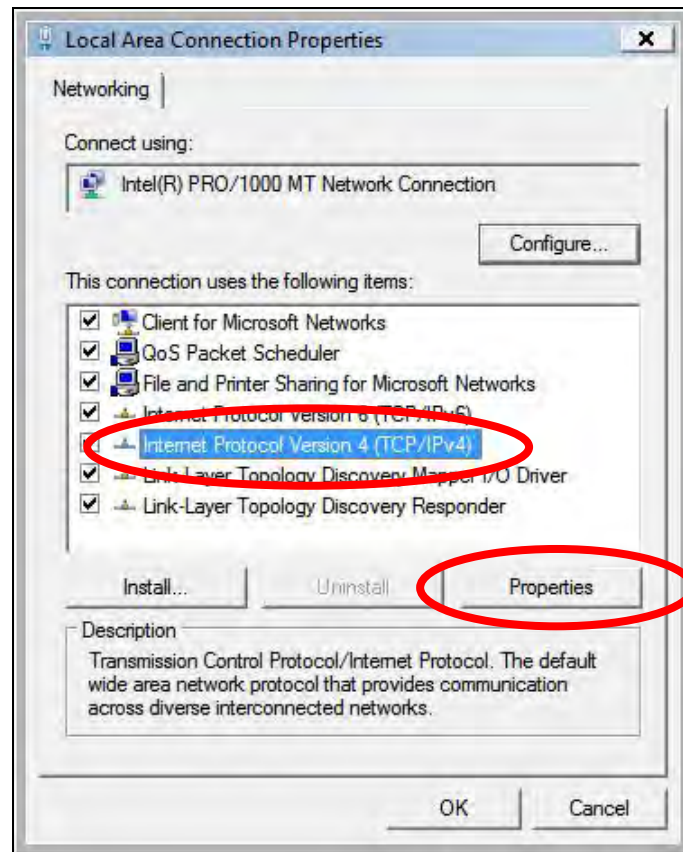 Local Area Connection Properties
Networking
Connect using:
Intel(R) PRO/1000 MT Network Connection
Configure...
This connection uses the following items:
Client for Microsoft Networks
QoS Packet Scheduler
File and Printer Sharing for Microsoft Networks
Internet Protocol Version 6 (TCP/IPv6)
Internet Protocol Version 4 (TCP/IPv4)
Link-Layer Topology Discovery Mapper I/O Driver
Link-Layer Topology Discovery Responder
Install... Uninstall Properties
Description
Transmission Control Protocol/Internet Protocol. The default
wide area network protocol that provides communication
across diverse interconnected networks.
OK Cancel